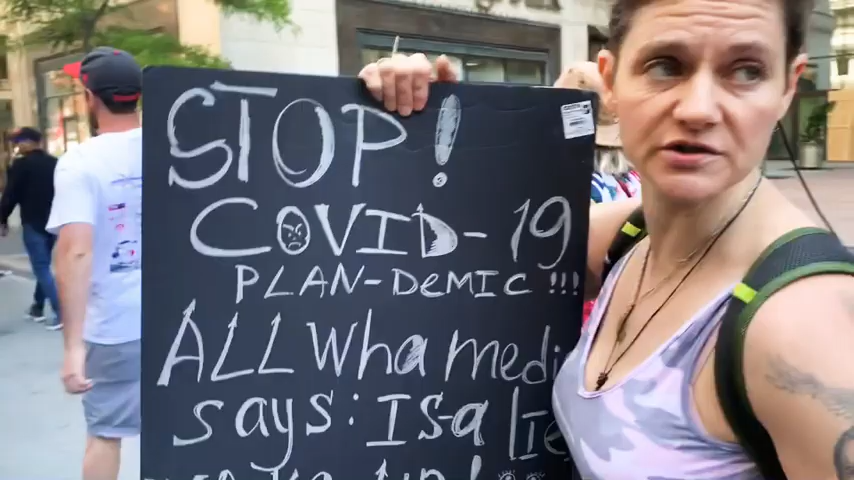 STOP!
COVID-19
PLAN-DEMIC !!!
ALL Wha medi
says: IS-a lie